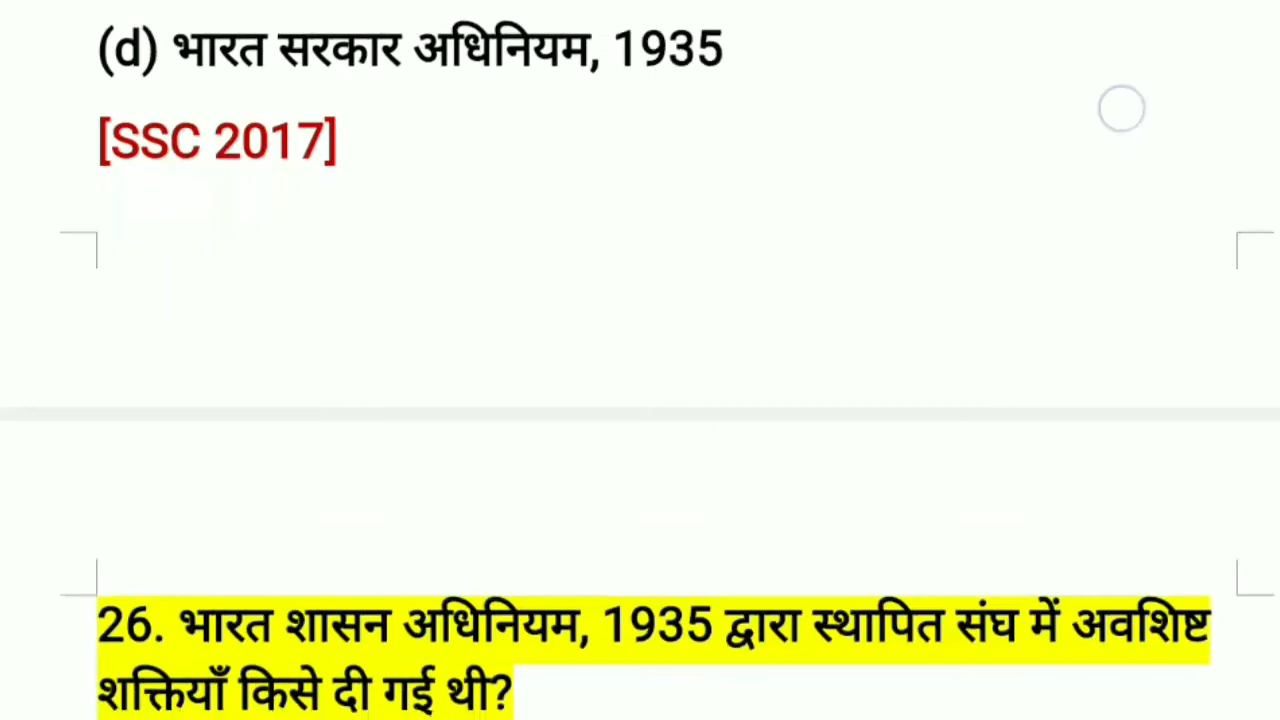 (d) भारत सरकार अधिनियम, 1935
[SSC 2017]
26. भारत शासन अधिनियम, 1935 द्वारा स्थापित संघ में अवशिष्ट
शक्तियाँ किसे दी गई थी?